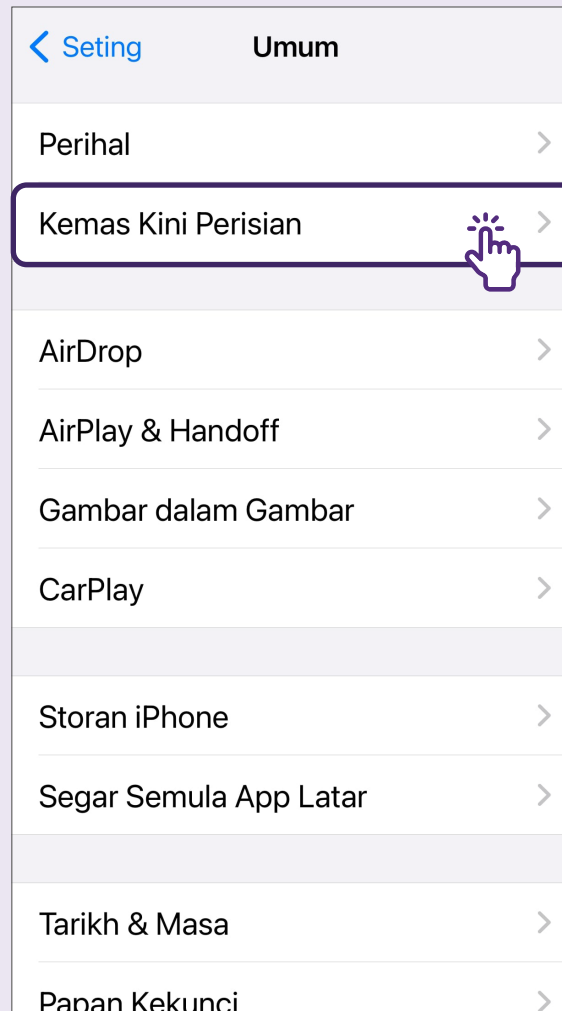 Seting
Umum
Perihal
Kemas Kini Perisian
AirDrop
AirPlay & Handoff
Gambar dalam Gambar
CarPlay
Storan iPhone
Segar Semula App Latar
Tarikh & Masa
Papan Kekunci